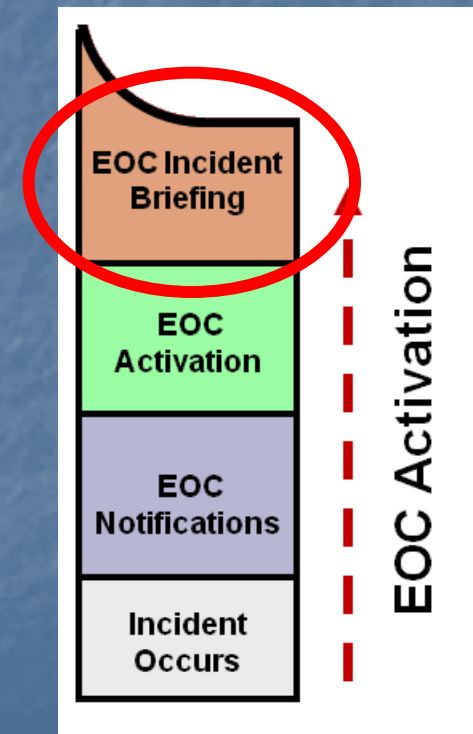 EOC Incident
Briefing
EOC
Activation
EOC
Notifications
Incident
Occurs
EOC Activation